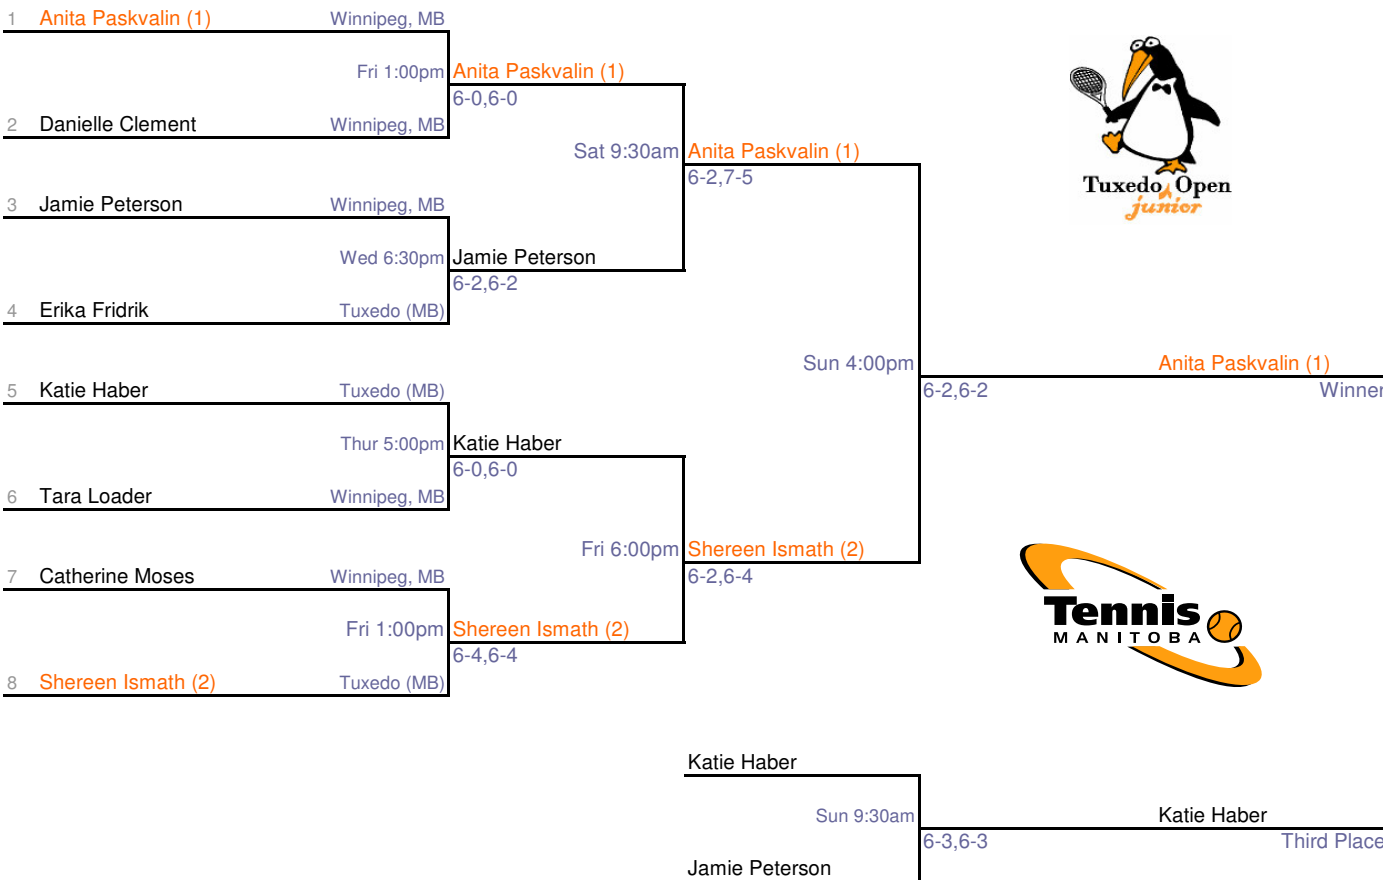 1 Anita Paskvalin (1) Winnipeg, MB
Fri 1:00pm Anita Paskvalin (1)
6-0,6-0
2 Danielle Clement Winnipeg, MB
Sat 9:30am Anita Paskvalin (1)
6-2,7-5
Tuxedo Open
junior
3 Jamie Peterson Winnipeg, MB
Wed 6:30pm Jamie Peterson
6-2,6-2
4 Erika Fridrik Tuxedo (MB)
Sun 4:00pm Anita Paskvalin (1)
6-2,6-2 Winner
5 Katie Haber Tuxedo (MB)
Thur 5:00pm Katie Haber
6-0,6-0
6 Tara Loader Winnipeg, MB
Fri 6:00pm Shereen Ismath (2)
6-2,6-4
7 Catherine Moses Winnipeg, MB
Fri 1:00pm Shereen Ismath (2)
6-4,6-4
8 Shereen Ismath (2) Tuxedo (MB)
Tennis
MANITOBA
Katie Haber
Sun 9:30am Katie Haber
6-3,6-3 Third Place
Jamie Peterson